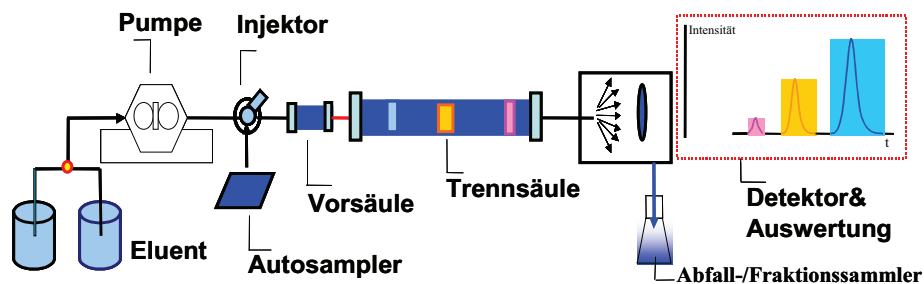 Pumpe
Injektor
Intensität
t
Vorsäule
Trennsäule
Detektor&
Auswertung
Eluent
Autosampler
Abfall-/Fraktionssammler